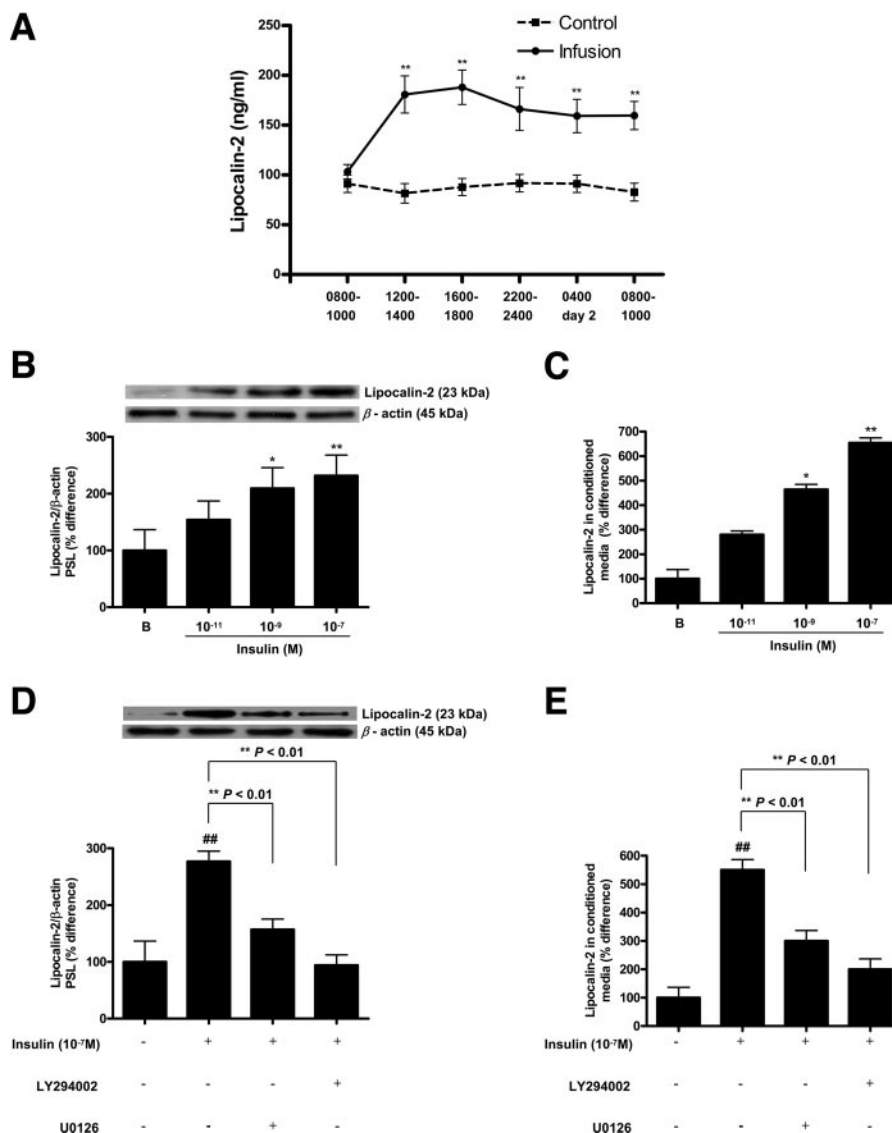 A
Control
Infusion
Lipocalin-2 (ng/ml)
250
200
150
100
50
0
** ** ** ** **
0800- 1200- 1600- 2200- 0400 0800-
1000 1400 1800 2400 day 2 1000
B
Lipocalin-2 (23 kDa)
β- actin (45 kDa)
Lipocalin-2/β-actin
PSL (% difference)
300
200
100
0
* **
B 10-11 10-9 10-7
Insulin (M)
C
Lipocalin-2 in conditioned
media (% difference)
700
600
500
400
300
200
100
0
* **
B 10-11 10-9 10-7
Insulin (M)
D
Lipocalin-2 (23 kDa)
β- actin (45 kDa)
** P < 0.01
** P < 0.01
##
Lipocalin-2/β-actin
PSL (% difference)
300
200
100
0
Insulin (10-7M) - + + +
LY294002 - - - +
U0126 - - + -
E
** P < 0.01
** P < 0.01
##
Lipocalin-2 in conditioned
media (% difference)
600
500
400
300
200
100
0
Insulin (10-7M) - + + +
LY294002 - - - +
U0126 - - + -